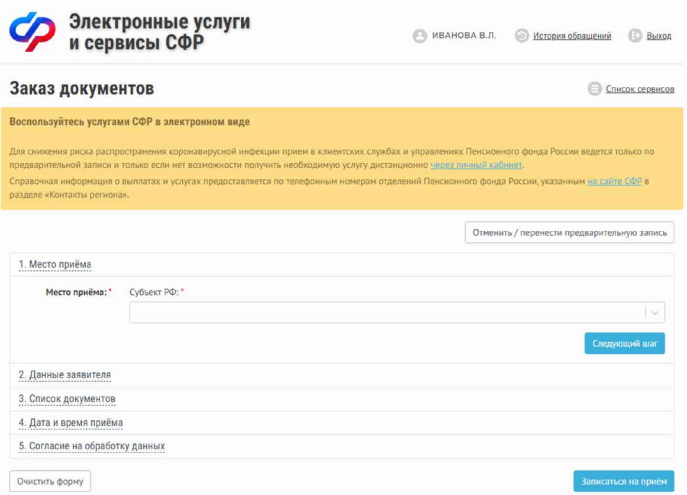 Электронные услуги
и сервисы СФР
ИВАНОВА В.Л.
История обращений
Выход
Заказ документов
Список сервисов
Воспользуйтесь услугами СФР в электронном виде
Для снижения риска распространения коронавирусной инфекции прием в клиентских службах и управлениях Пенсионного фонда России ведется только по
предварительной записи и только если нет возможности получить необходимую услугу дистанционно через личный кабинет.
Справочная информация о выплатах и услугах предоставляется по телефонным номерам отделений Пенсионного фонда России, указанным на сайте СФР в
разделе «Контакты региона».
Отменить / перенести предварительную запись
1. Место приёма
Место приёма: * Субъект РФ: *
Следующий шаг
2. Данные заявителя
3. Список документов
4. Дата и время приёма
5. Согласие на обработку данных
Очистить форму
Записаться на приём